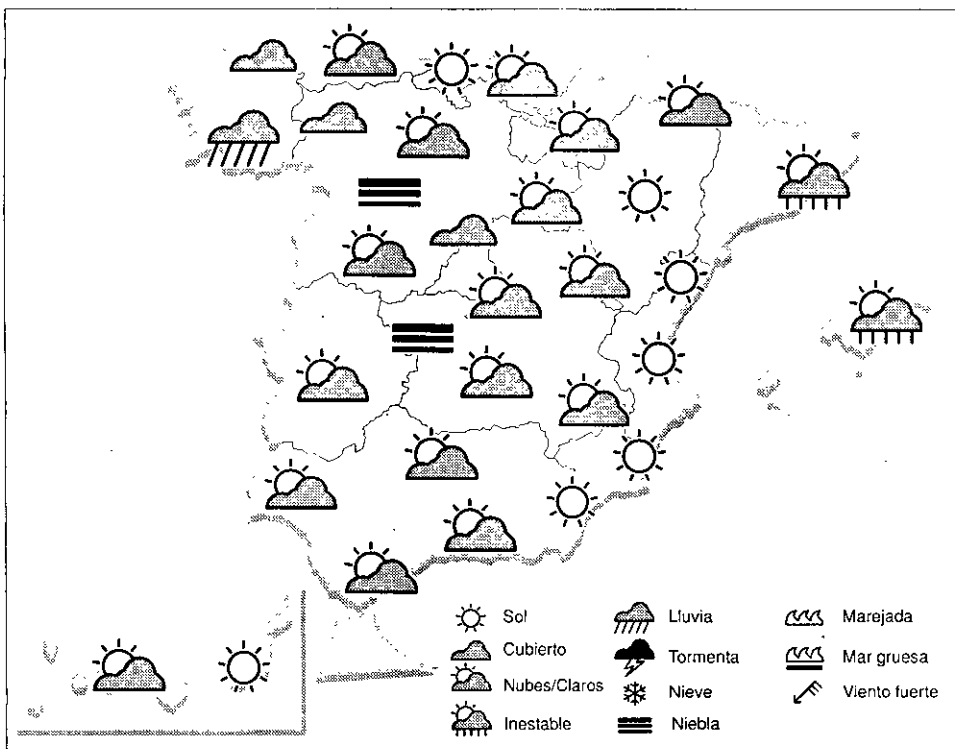 Sol
Cubierto
Nubes/Claros
Inestable
Lluvia
Tormenta
Nieve
Niebla
Marejada
Mar gruesa
Viento fuerte